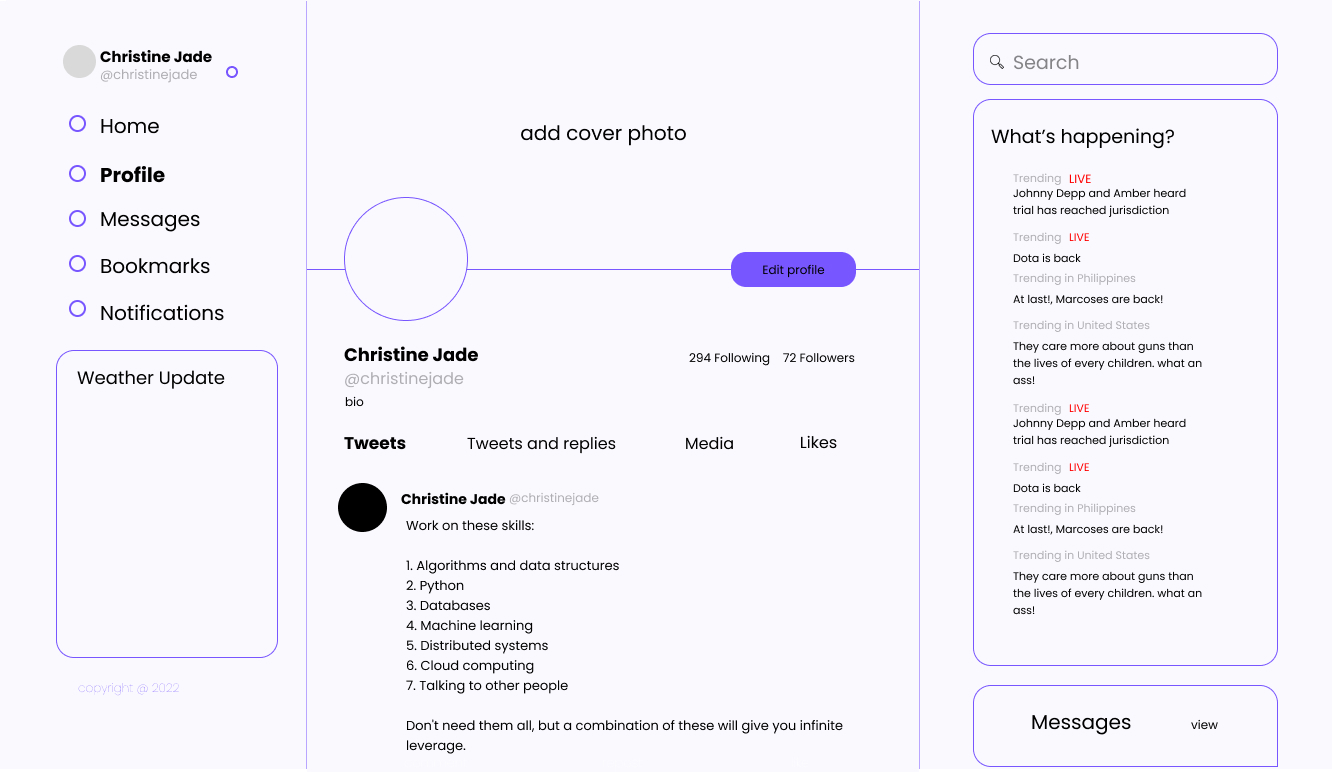 Christine Jade
@christinejade
Home
Profile
Messages
Bookmarks
Notifications
Weather Update
copyright @ 2022
add cover photo
Edit profile
Christine Jade
@christinejade
bio
294 Following 72 Followers
Tweets Tweets and replies Media Likes
Christine Jade @christinejade
Work on these skills:
1. Algorithms and data structures
2. Python
3. Databases
4. Machine learning
5. Distributed systems
6. Cloud computing
7. Talking to other people
Don't need them all, but a combination of these will give you infinite
leverage.
Search
What’s happening?
Trending LIVE
Johnny Depp and Amber heard
trial has reached jurisdiction
Trending LIVE
Dota is back
Trending in Philippines
At last!, Marcoses are back!
Trending in United States
They care more about guns than
the lives of every children. what an
ass!
Trending LIVE
Johnny Depp and Amber heard
trial has reached jurisdiction
Trending LIVE
Dota is back
Trending in Philippines
At last!, Marcoses are back!
Trending in United States
They care more about guns than
the lives of every children. what an
ass!
Messages view